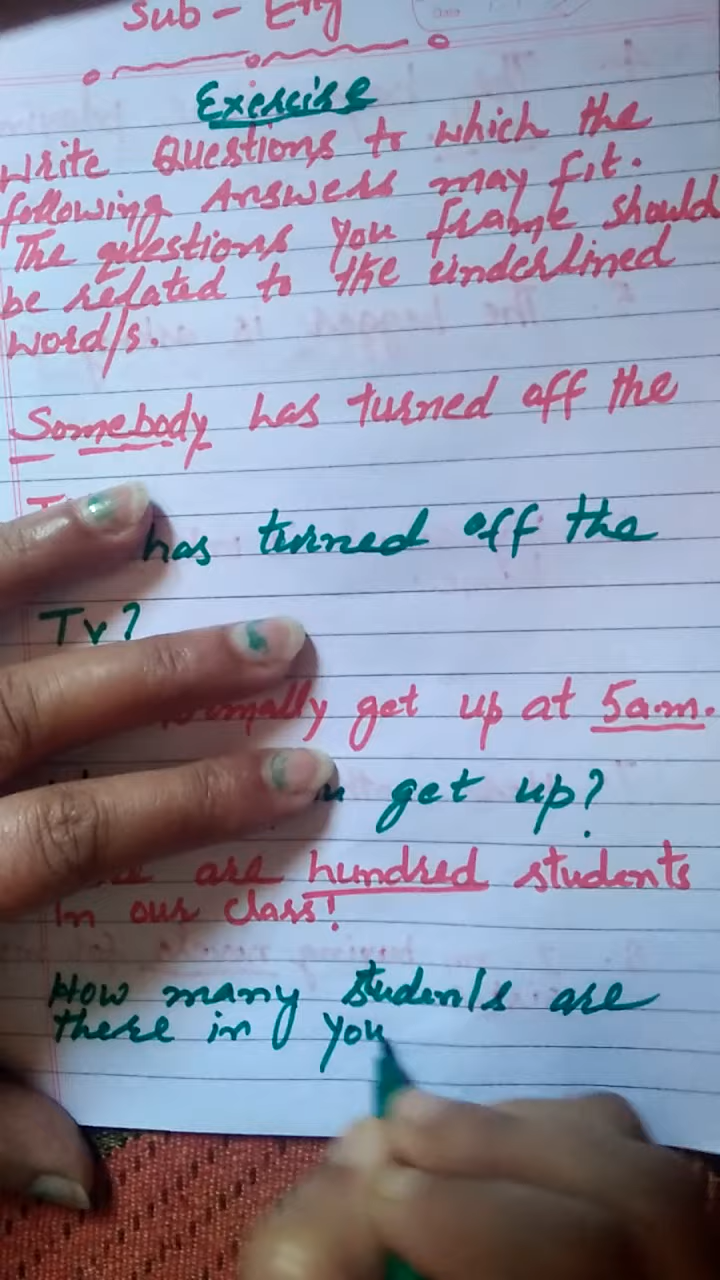 Sub - Eng
Exercise
Write Questions to which the
following Answers may fit.
The questions you frame should
be related to the underlined
word/s.
Somebody has turned off the
has turned off the
TV?
get up at 5 a.m.
get up?
are hundred students
in our class!
How many students are
there in you